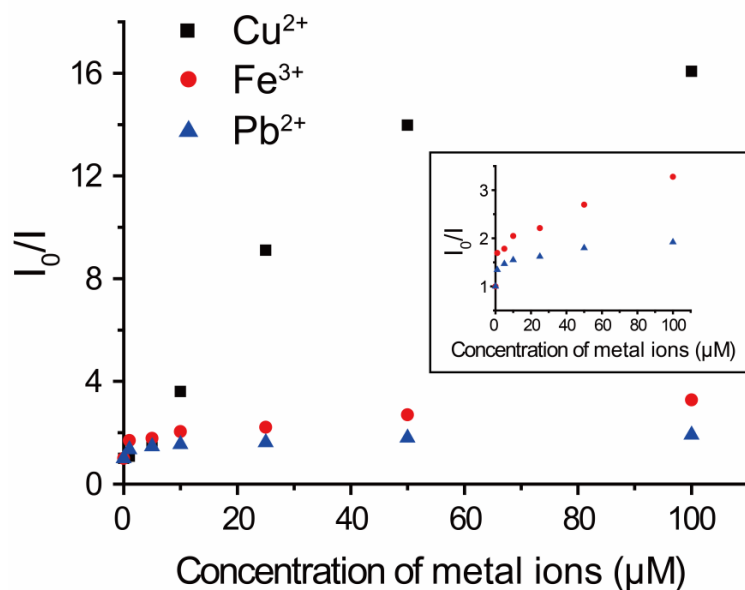 Cu²⁺
Fe³⁺
Pb²⁺
16
12
8
4
0
I₀/I
0 20 40 60 80 100
Concentration of metal ions (µM)
3
2
1
I₀/I
0 20 40 60 80 100
Concentration of metal ions (µM)